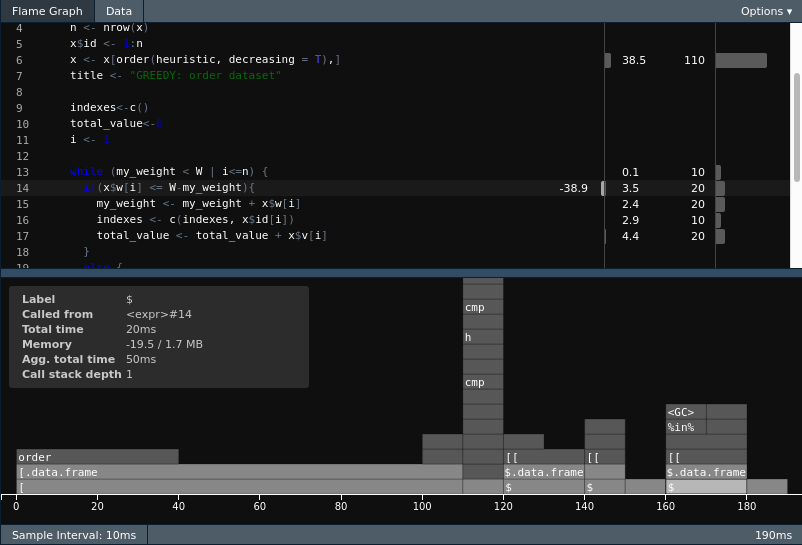 Flame Graph Data Options ▾
4 n <- nrow(x)
5 x$id <- 1:n
6 x <- x[order(heuristic, decreasing = T),] 38.5 110
7 title <- "GREEDY: order dataset"
8
9 indexes<-c()
10 total_value<-0
11 i <- 1
12
13 while (my_weight < W | i<=n) { 0.1 10
14 if(x$w[i] <= W-my_weight){ -38.9 3.5 20
15 my_weight <- my_weight + x$w[i] 2.4 20
16 indexes <- c(indexes, x$id[i]) 2.9 10
17 total_value <- total_value + x$v[i] 4.4 20
18 }
19 else {
Label $
Called from <expr>#14
Total time 20ms
Memory -19.5 / 1.7 MB
Agg. total time 50ms
Call stack depth 1
cmp
h
cmp
<GC>
%in%
order [[ [[ [[
[.data.frame $.data.frame $.data.frame
[ $ $ $
0 20 40 60 80 100 120 140 160 180
Sample Interval: 10ms 190ms